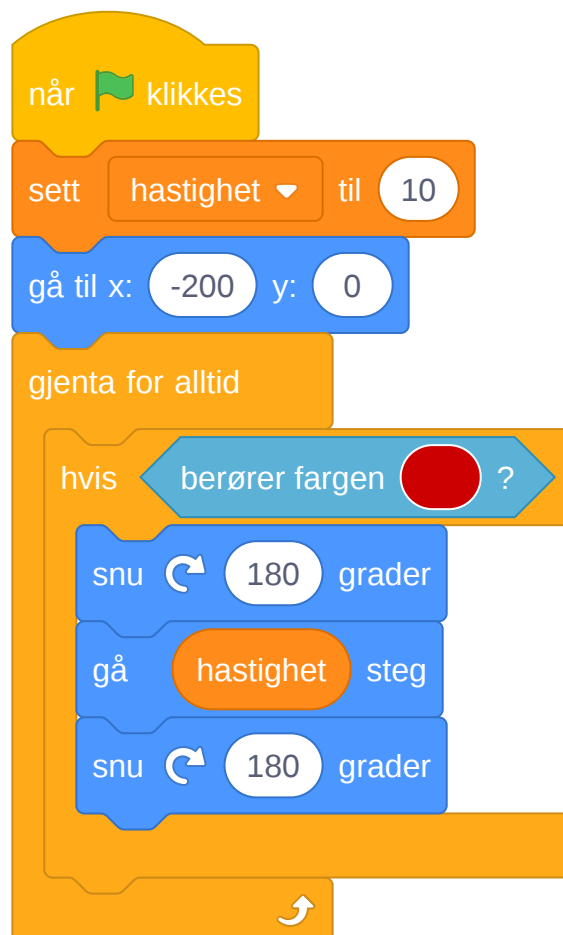 når klikkes
sett hastighet til 10
gå til x: -200 y: 0
gjenta for alltid
hvis berører fargen ?
snu 180 grader
gå hastighet steg
snu 180 grader